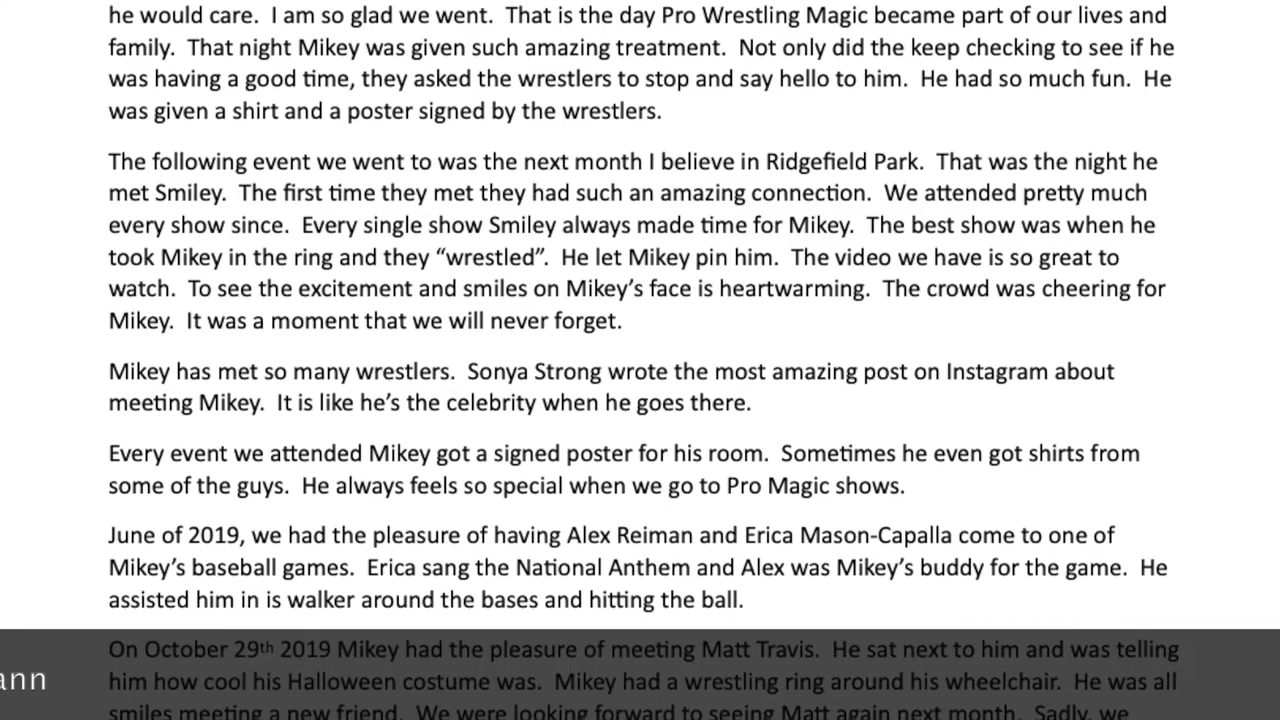 he would care.  I am so glad we went.  That is the day Pro Wrestling Magic became part of our lives and
family.  That night Mikey was given such amazing treatment.  Not only did the keep checking to see if he
was having a good time, they asked the wrestlers to stop and say hello to him.  He had so much fun.  He
was given a shirt and a poster signed by the wrestlers.
The following event we went to was the next month I believe in Ridgefield Park.  That was the night he
met Smiley.  The first time they met they had such an amazing connection.  We attended pretty much
every show since.  Every single show Smiley always made time for Mikey.  The best show was when he
took Mikey in the ring and they “wrestled”.  He let Mikey pin him.  The video we have is so great to
watch.  To see the excitement and smiles on Mikey’s face is heartwarming.  The crowd was cheering for
Mikey.  It was a moment that we will never forget.
Mikey has met so many wrestlers.  Sonya Strong wrote the most amazing post on Instagram about
meeting Mikey.  It is like he’s the celebrity when he goes there.
Every event we attended Mikey got a signed poster for his room.  Sometimes he even got shirts from
some of the guys.  He always feels so special when we go to Pro Magic shows.
June of 2019, we had the pleasure of having Alex Reiman and Erica Mason-Capalla come to one of
Mikey’s baseball games.  Erica sang the National Anthem and Alex was Mikey’s buddy for the game.  He
assisted him in is walker around the bases and hitting the ball.
On October 29th 2019 Mikey had the pleasure of meeting Matt Travis.  He sat next to him and was telling
him how cool his Halloween costume was.  Mikey had a wrestling ring around his wheelchair.  He was all
smiles meeting a new friend.  We were looking forward to seeing Matt again next month.  Sadly, we
ann